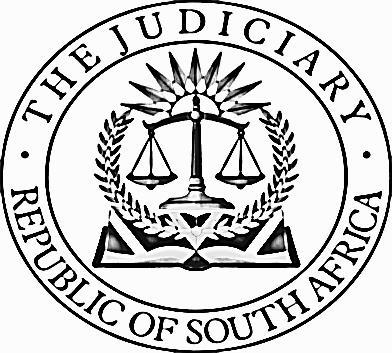 · THE JUDICIARY ·
REPUBLIC OF SOUTH AFRICA